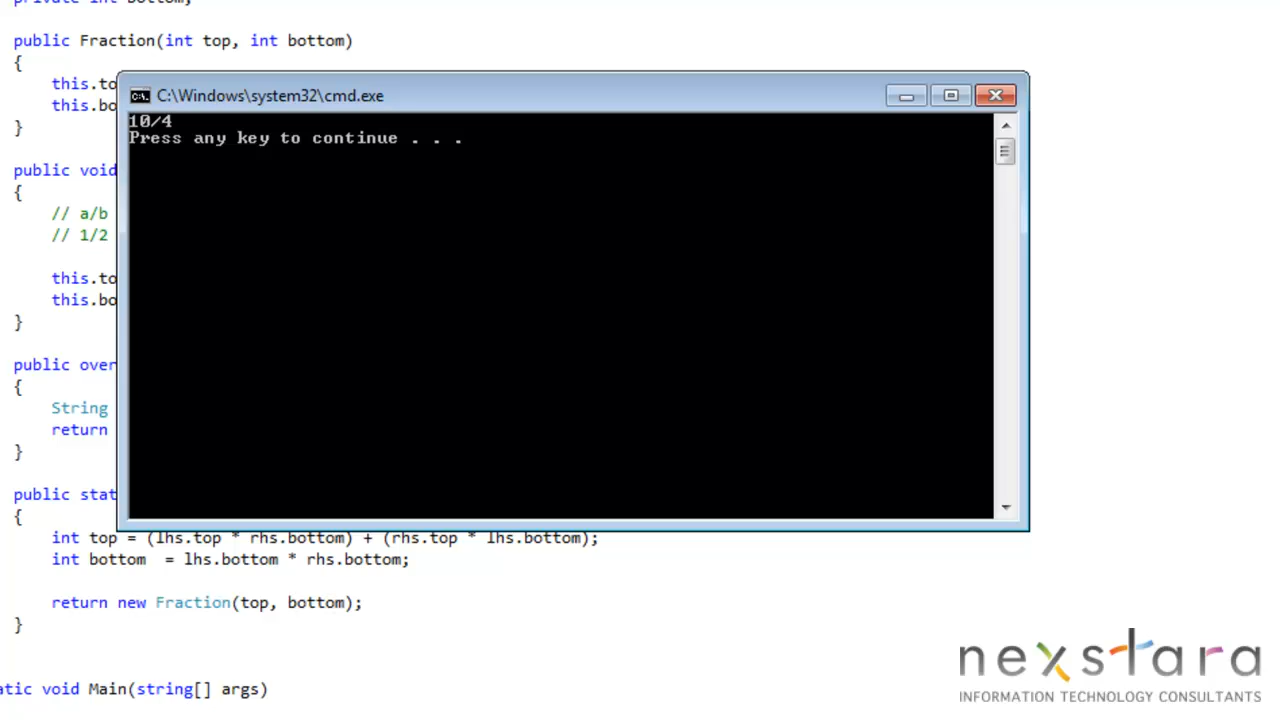 private int bottom;
public Fraction(int top, int bottom)
{
this.to
this.bo
}
public void
{
// a/b
// 1/2
this.to
this.bo
}
public over
{
String
return
}
public stat
{
int top = (lhs.top * rhs.bottom) + (rhs.top * lhs.bottom);
int bottom  = lhs.bottom * rhs.bottom;
return new Fraction(top, bottom);
}
atic void Main(string[] args)
C:\Windows\system32\cmd.exe
10/4
Press any key to continue . . .
nexstara
INFORMATION TECHNOLOGY CONSULTANTS